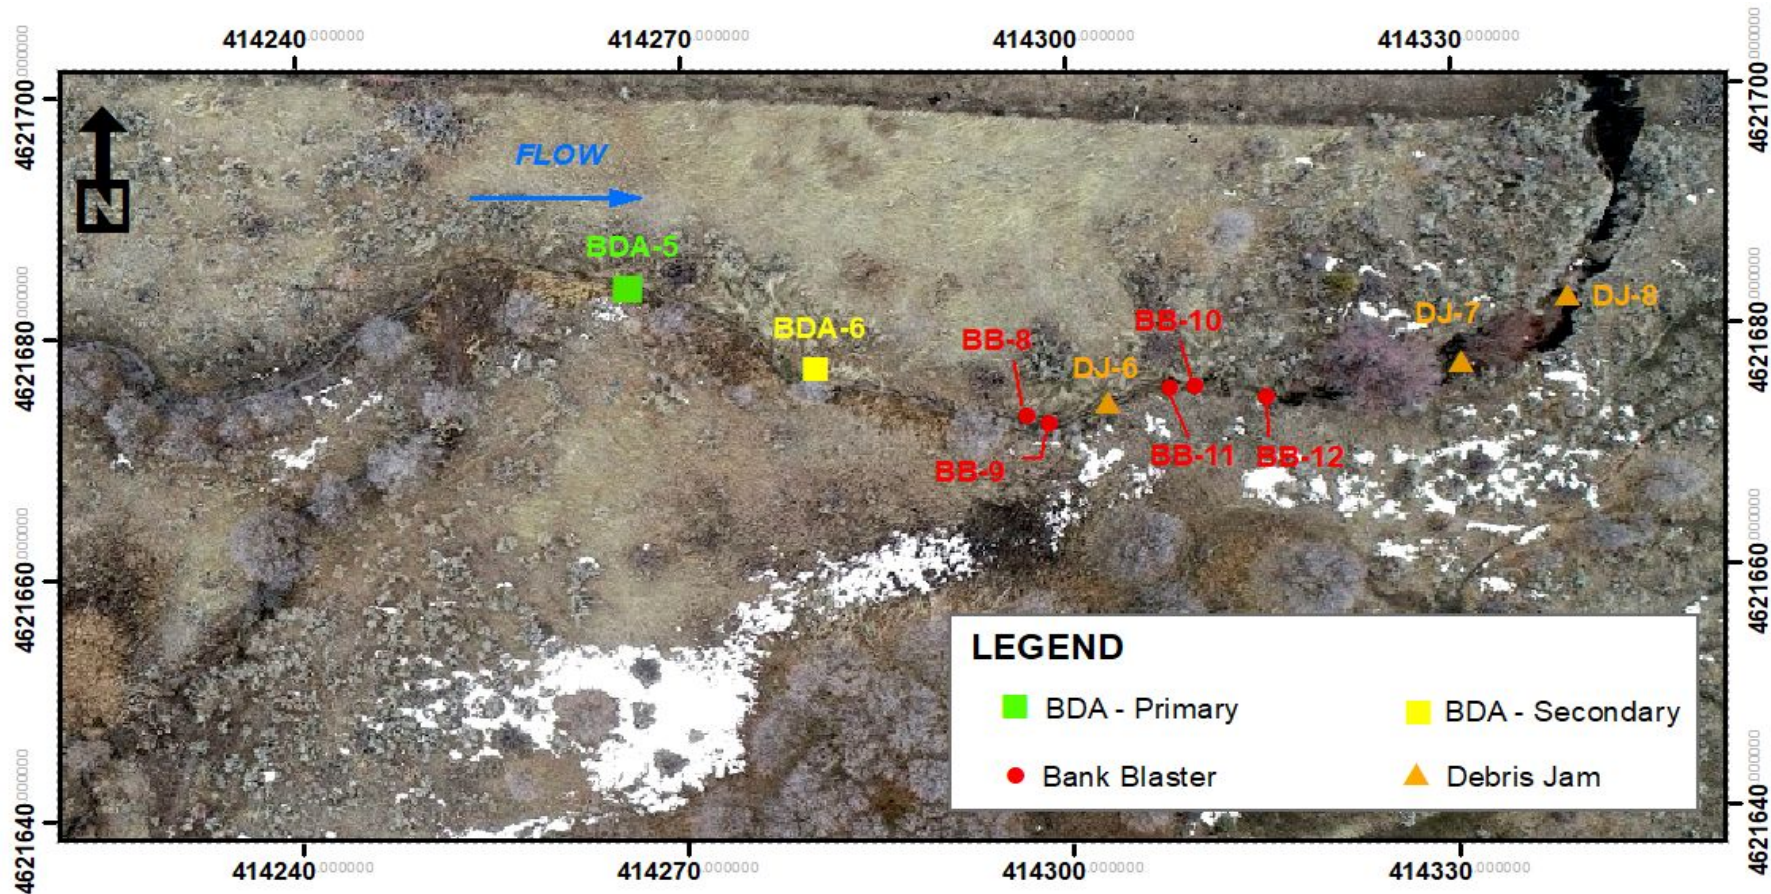 414240.000000 414270.000000 414300.000000 414330.000000
4621700.000000
4621680.000000
4621660.000000
4621640.000000
N
FLOW
BDA-5
BDA-6
BB-8
BB-9
DJ-6
BB-10
BB-11
BB-12
DJ-7
DJ-8
LEGEND
BDA - Primary
BDA - Secondary
Bank Blaster
Debris Jam
4621700.000000
4621680.000000
4621660.000000
4621640.000000
414240.000000 414270.000000 414300.000000 414330.000000